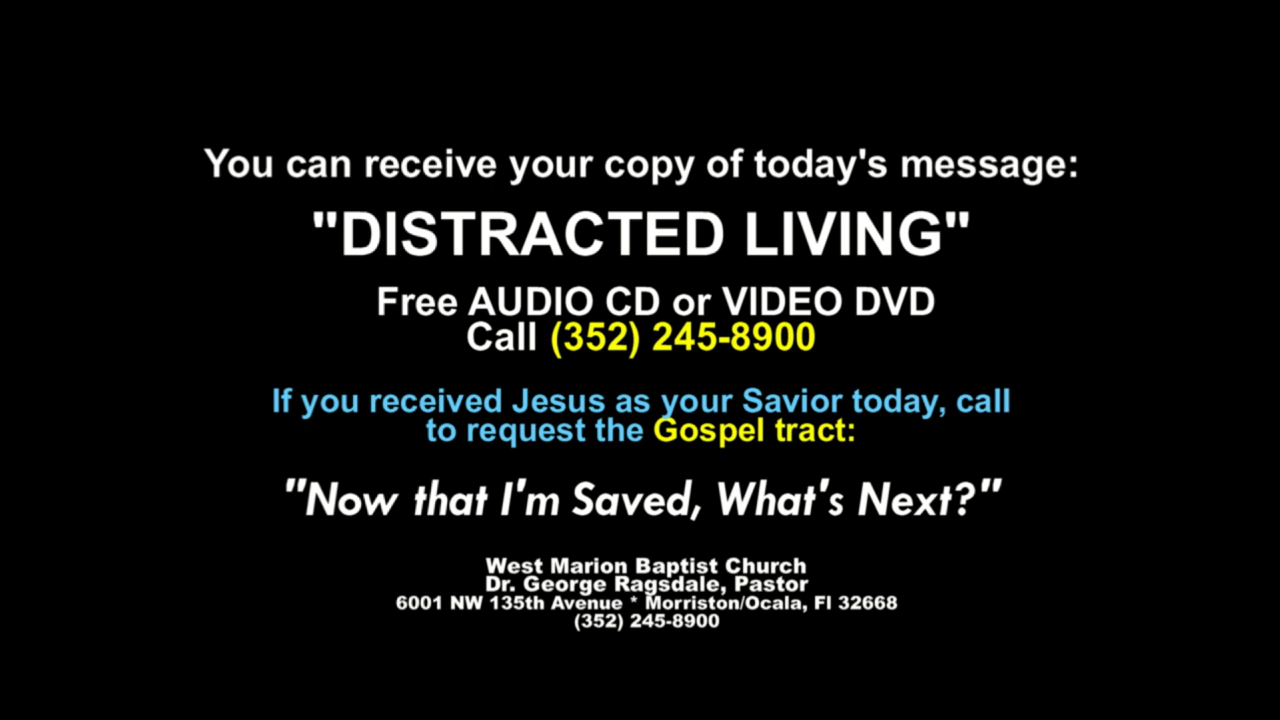 You can receive your copy of today's message:
"DISTRACTED LIVING"
Free AUDIO CD or VIDEO DVD
Call (352) 245-8900
If you received Jesus as your Savior today, call
to request the Gospel tract:
"Now that I'm Saved, What's Next?"
West Marion Baptist Church
Dr. George Ragsdale, Pastor
6001 NW 135th Avenue * Morriston/Ocala, Fl 32668
(352) 245-8900